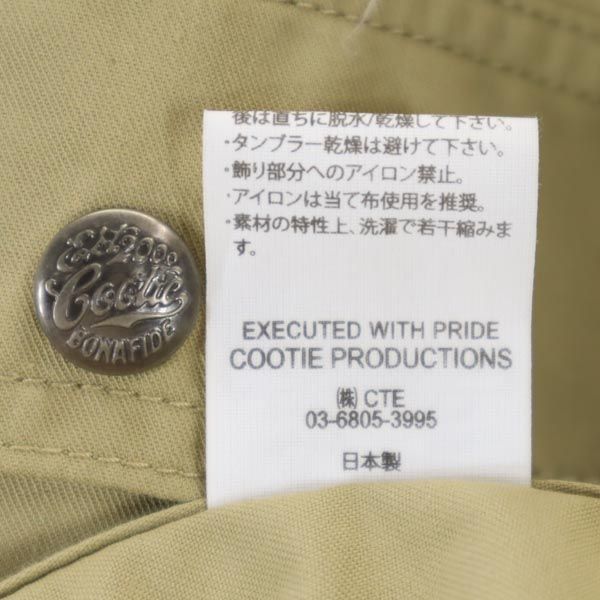 後は直ちに脱水/乾燥して下さい。
・タンブラー乾燥は避けて下さい。
・飾り部分へのアイロン禁止。
・アイロンは当て布使用を推奨。
・素材の特性上、洗濯で若干縮みま
す。
EXECUTED WITH PRIDE
COOTIE PRODUCTIONS
㈱ CTE
03-6805-3995
日本製
Cootie
BONAFIDE